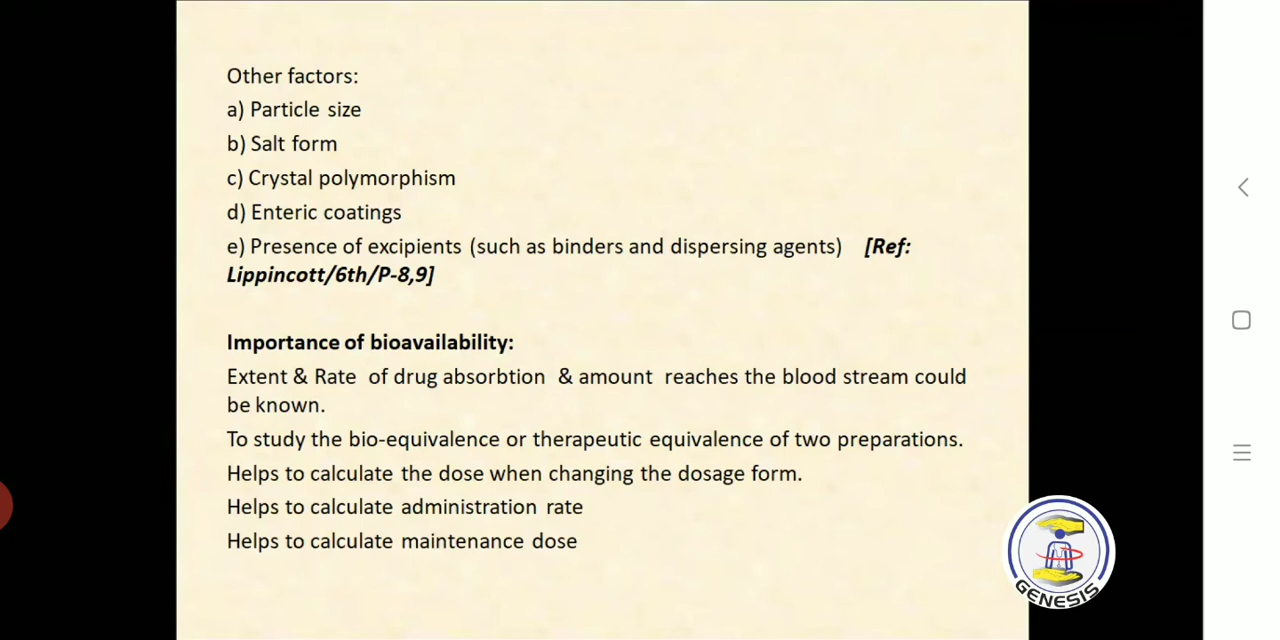 Other factors:
a) Particle size
b) Salt form
c) Crystal polymorphism
d) Enteric coatings
e) Presence of excipients (such as binders and dispersing agents) [Ref:
Lippincott/6th/P-8,9]
Importance of bioavailability:
Extent & Rate of drug absorbtion & amount reaches the blood stream could
be known.
To study the bio-equivalence or therapeutic equivalence of two preparations.
Helps to calculate the dose when changing the dosage form.
Helps to calculate administration rate
Helps to calculate maintenance dose
GENESIS